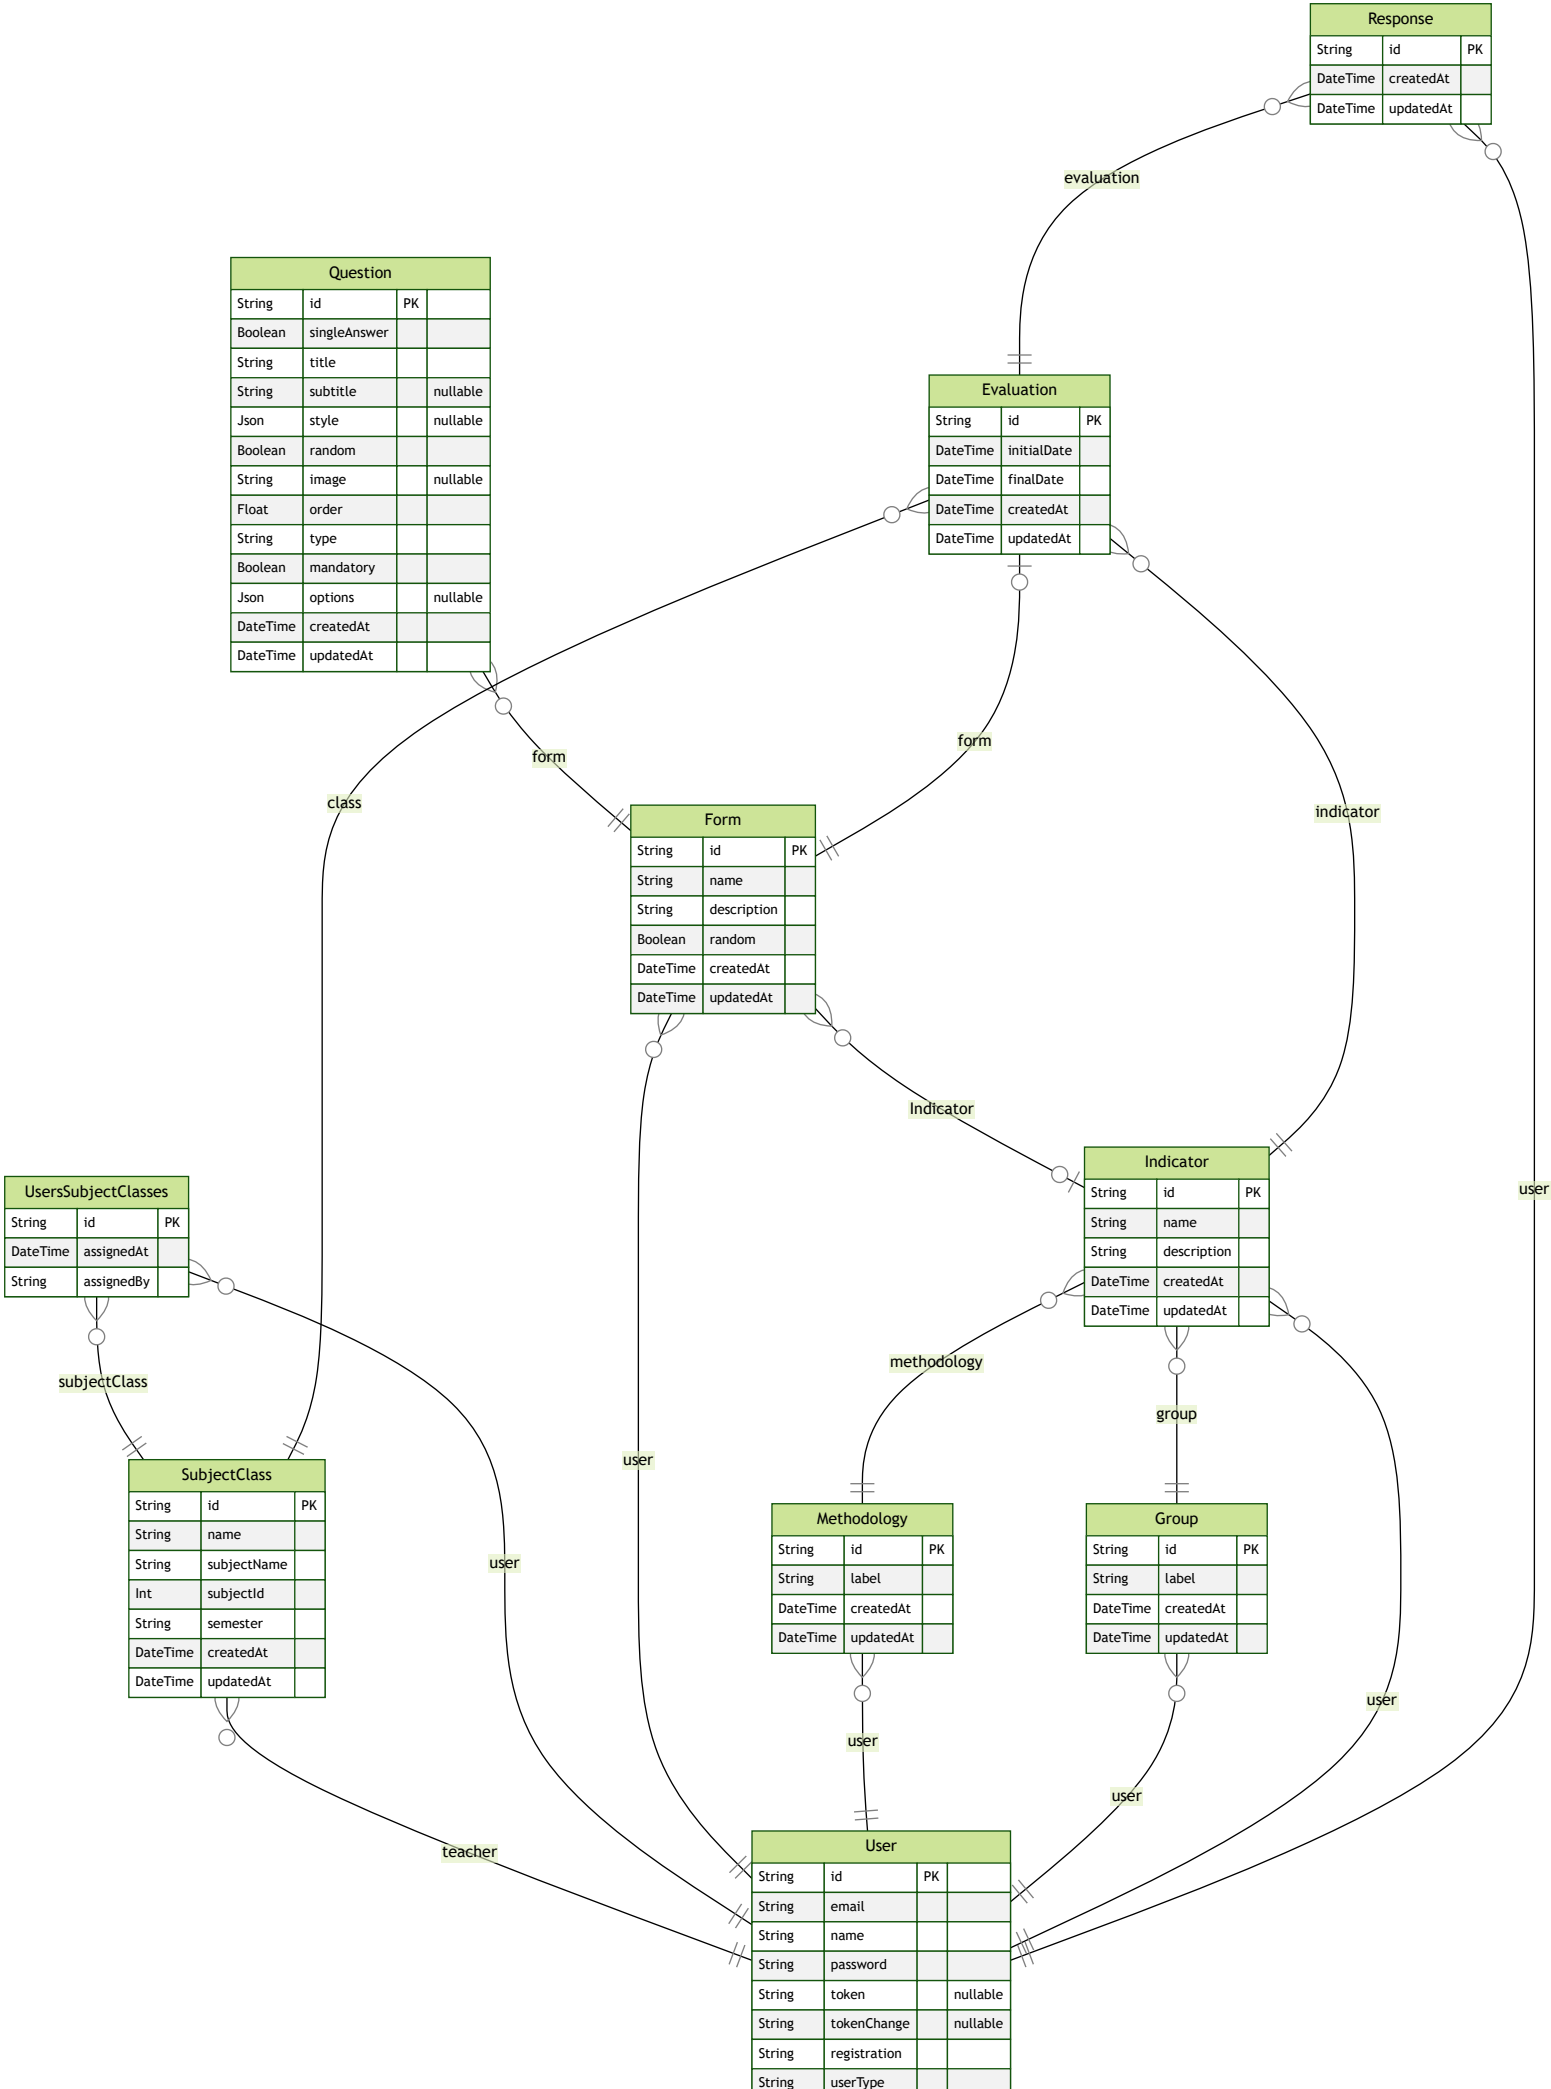 Response
String id PK
DateTime createdAt
DateTime updatedAt
evaluation
Question
String id PK
Boolean singleAnswer
String title
String subtitle nullable
Json style nullable
Boolean random
String image nullable
Float order
String type
Boolean mandatory
Json options nullable
DateTime createdAt
DateTime updatedAt
Evaluation
String id PK
DateTime initialDate
DateTime finalDate
DateTime createdAt
DateTime updatedAt
form
form
class
indicator
Form
String id PK
String name
String description
Boolean random
DateTime createdAt
DateTime updatedAt
Indicator
Indicator
String id PK
String name
String description
DateTime createdAt
DateTime updatedAt
user
UsersSubjectClasses
String id PK
DateTime assignedAt
String assignedBy
subjectClass
methodology
group
user
SubjectClass
String id PK
String name
String subjectName
Int subjectId
String semester
DateTime createdAt
DateTime updatedAt
user
Methodology
String id PK
String label
DateTime createdAt
DateTime updatedAt
Group
String id PK
String label
DateTime createdAt
DateTime updatedAt
user
user
user
teacher
User
String id PK
String email
String name
String password
String token nullable
String tokenChange nullable
String registration
String userType